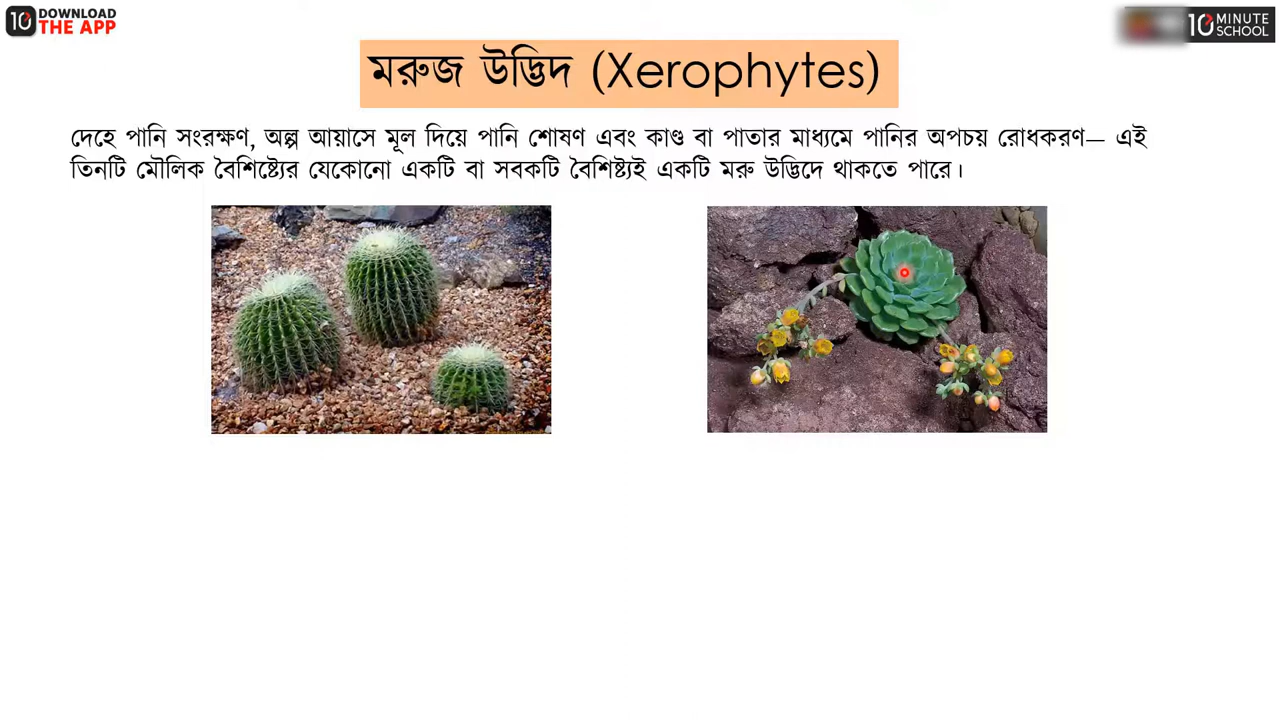 10 DOWNLOAD
THE APP
10 MINUTE
SCHOOL
মরুজ উদ্ভিদ (Xerophytes)
দেহে পানি সংরক্ষণ, অল্প আয়াসে মূল দিয়ে পানি শোষণ এবং কাণ্ড বা পাতার মাধ্যমে পানির অপচয় রোধকরণ— এই
তিনটি মৌলিক বৈশিষ্ট্যের যেকোনো একটি বা সবকটি বৈশিষ্ট্যই একটি মরু উদ্ভিদে থাকতে পারে।